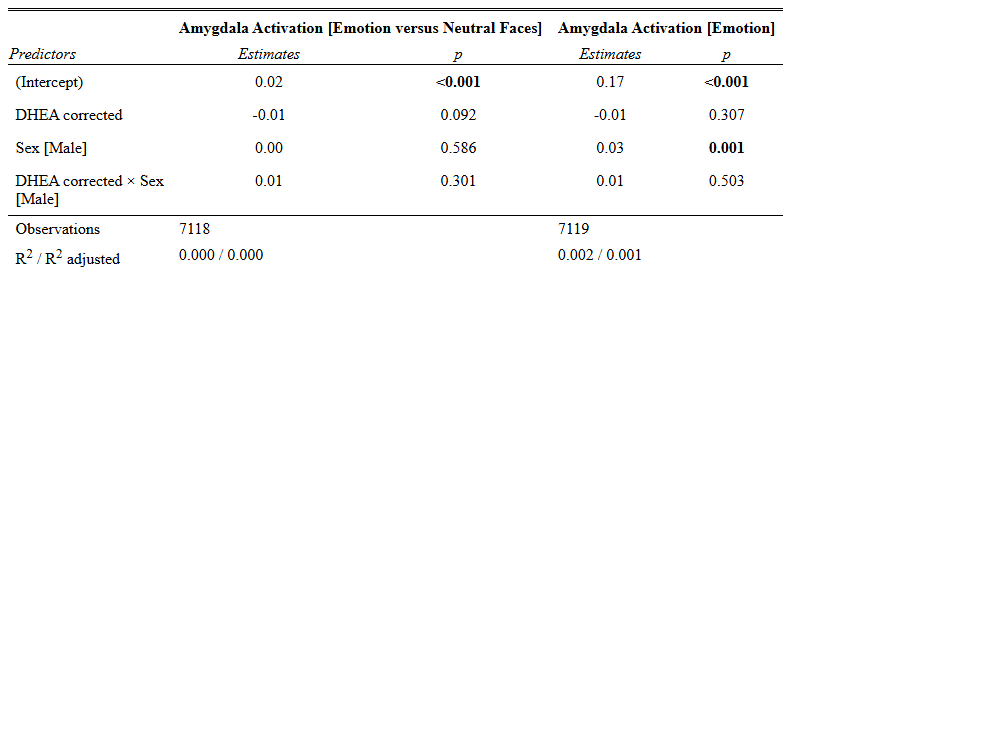 Amygdala Activation [Emotion versus Neutral Faces] Amygdala Activation [Emotion]
Predictors Estimates p Estimates p
(Intercept) 0.02 <0.001 0.17 <0.001
DHEA corrected -0.01 0.092 -0.01 0.307
Sex [Male] 0.00 0.586 0.03 0.001
DHEA corrected × Sex 0.01 0.301 0.01 0.503
[Male]
Observations 7118 7119
R² / R² adjusted 0.000 / 0.000 0.002 / 0.001